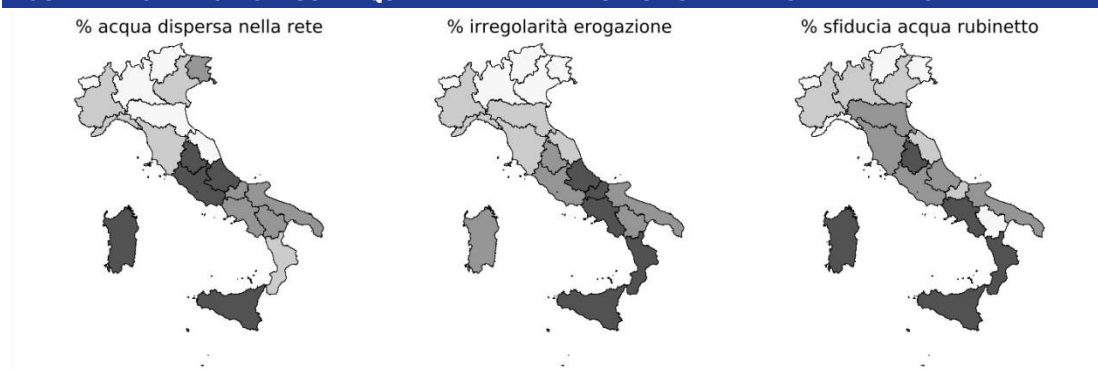 % acqua dispersa nella rete
% irregolarità erogazione
% sfiducia acqua rubinetto